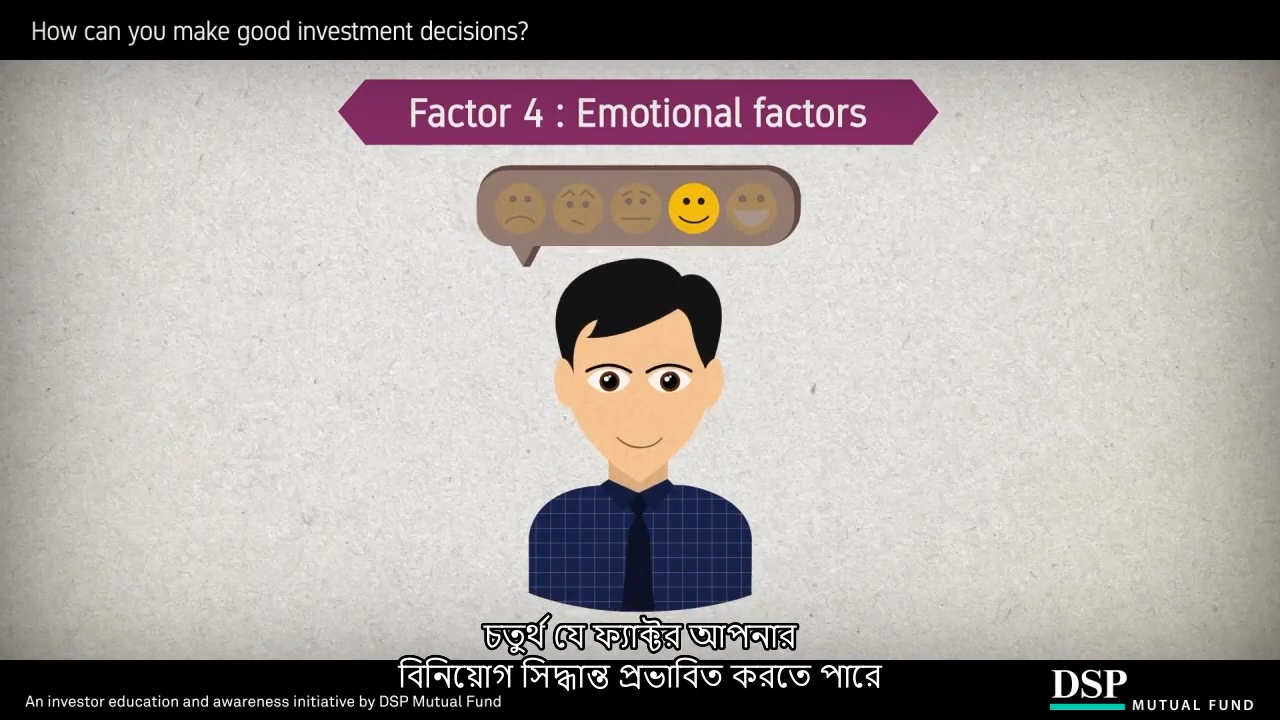 How can you make good investment decisions?
Factor 4 : Emotional factors
চতুর্থ যে ফ্যাক্টর আপনার
বিনিয়োগ সিদ্ধান্ত প্রভাবিত করতে পারে
An investor education and awareness initiative by DSP Mutual Fund
DSP
MUTUAL FUND